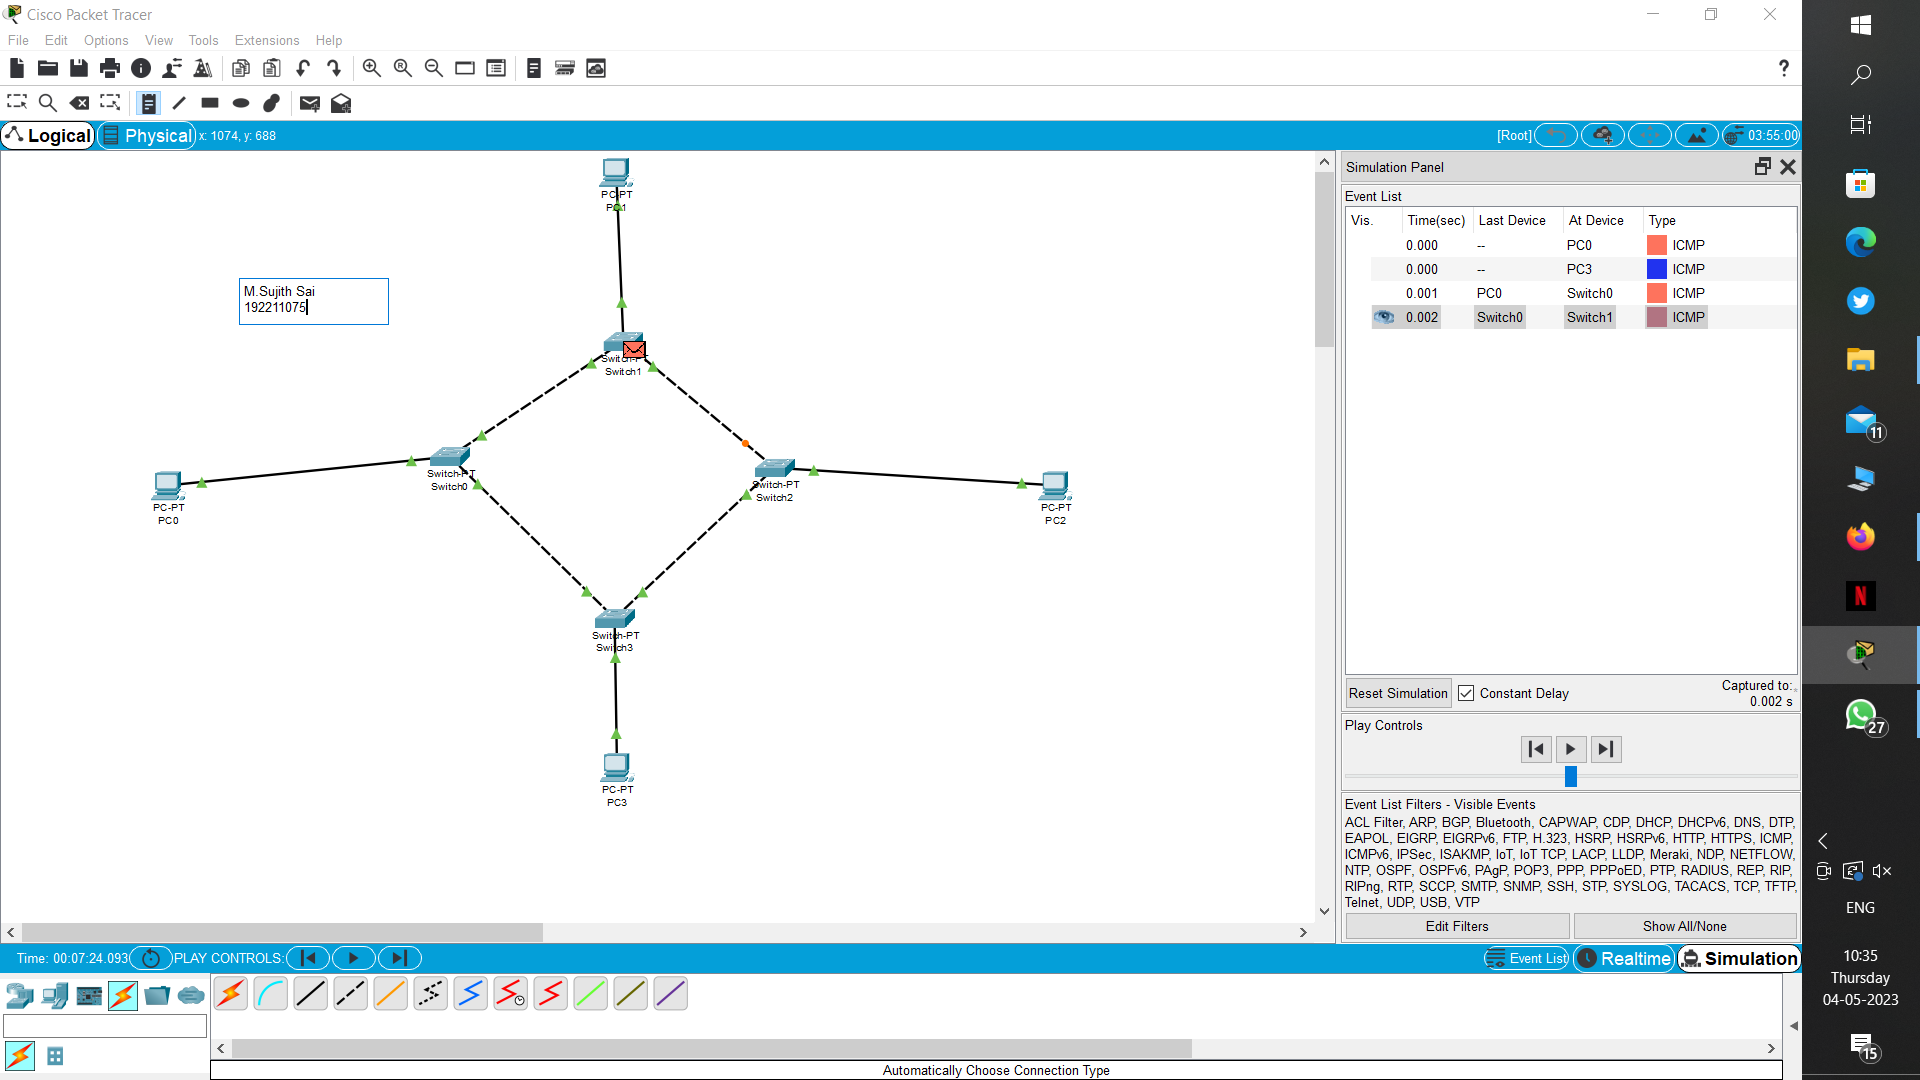 Cisco Packet Tracer
File Edit Options View Tools Extensions Help
?
Logical Physical x: 1074, y: 688 [Root] 03:55:00
PC-PT
PC1
M.Sujith Sai
192211075
Switch-PT
Switch1
Switch-PT
Switch0
Switch-PT
Switch2
PC-PT
PC0
PC-PT
PC2
Switch-PT
Switch3
PC-PT
PC3
Simulation Panel
Event List
Vis. Time(sec) Last Device At Device Type
0.000 -- PC0 ICMP
0.000 -- PC3 ICMP
0.001 PC0 Switch0 ICMP
0.002 Switch0 Switch1 ICMP
Reset Simulation Constant Delay Captured to:
0.002 s
Play Controls
Event List Filters - Visible Events
ACL Filter, ARP, BGP, Bluetooth, CAPWAP, CDP, DHCP, DHCPv6, DNS, DTP,
EAPOL, EIGRP, EIGRPv6, FTP, H.323, HSRP, HSRPv6, HTTP, HTTPS, ICMP,
ICMPv6, IPSec, ISAKMP, IoT, IoT TCP, LACP, LLDP, Meraki, NDP, NETFLOW,
NTP, OSPF, OSPFv6, PAgP, POP3, PPP, PPPoED, PTP, RADIUS, REP, RIP,
RIPng, RTP, SCCP, SMTP, SNMP, SSH, STP, SYSLOG, TACACS, TCP, TFTP,
Telnet, UDP, USB, VTP
Edit Filters Show All/None
Time: 00:07:24.093 PLAY CONTROLS: Event List Realtime Simulation
Automatically Choose Connection Type
11
N
27
ENG
10:35
Thursday
04-05-2023
15